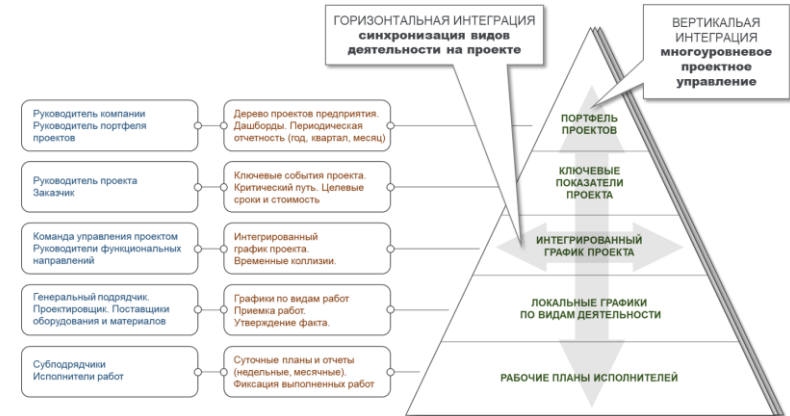 ГОРИЗОНТАЛЬНАЯ ИНТЕГРАЦИЯ
синхронизация видов
деятельности на проекте
ВЕРТИКАЛЬАЯ
ИНТЕГРАЦИЯ
многоуровневое
проектное
управление
Руководитель компании
Руководитель портфеля
проектов
Дерево проектов предприятия.
Дашборды. Периодическая
отчетность (год, квартал, месяц)
ПОРТФЕЛЬ
ПРОЕКТОВ
Руководитель проекта
Заказчик
Ключевые события проекта.
Критический путь. Целевые
сроки и стоимость
КЛЮЧЕВЫЕ
ПОКАЗАТЕЛИ
ПРОЕКТА
Команда управления проектом
Руководители функциональных
направлений
Интегрированный
график проекта.
Временные коллизии.
ИНТЕГРИРОВАННЫЙ
ГРАФИК ПРОЕКТА
Генеральный подрядчик.
Проектировщик. Поставщики
оборудования и материалов
Графики по видам работ
Приемка работ.
Утверждение факта.
ЛОКАЛЬНЫЕ ГРАФИКИ
ПО ВИДАМ ДЕЯТЕЛЬНОСТИ
Субподрядчики
Исполнители работ
Суточные планы и отчеты
(недельные, месячные).
Фиксация выполненных работ
РАБОЧИЕ ПЛАНЫ ИСПОЛНИТЕЛЕЙ